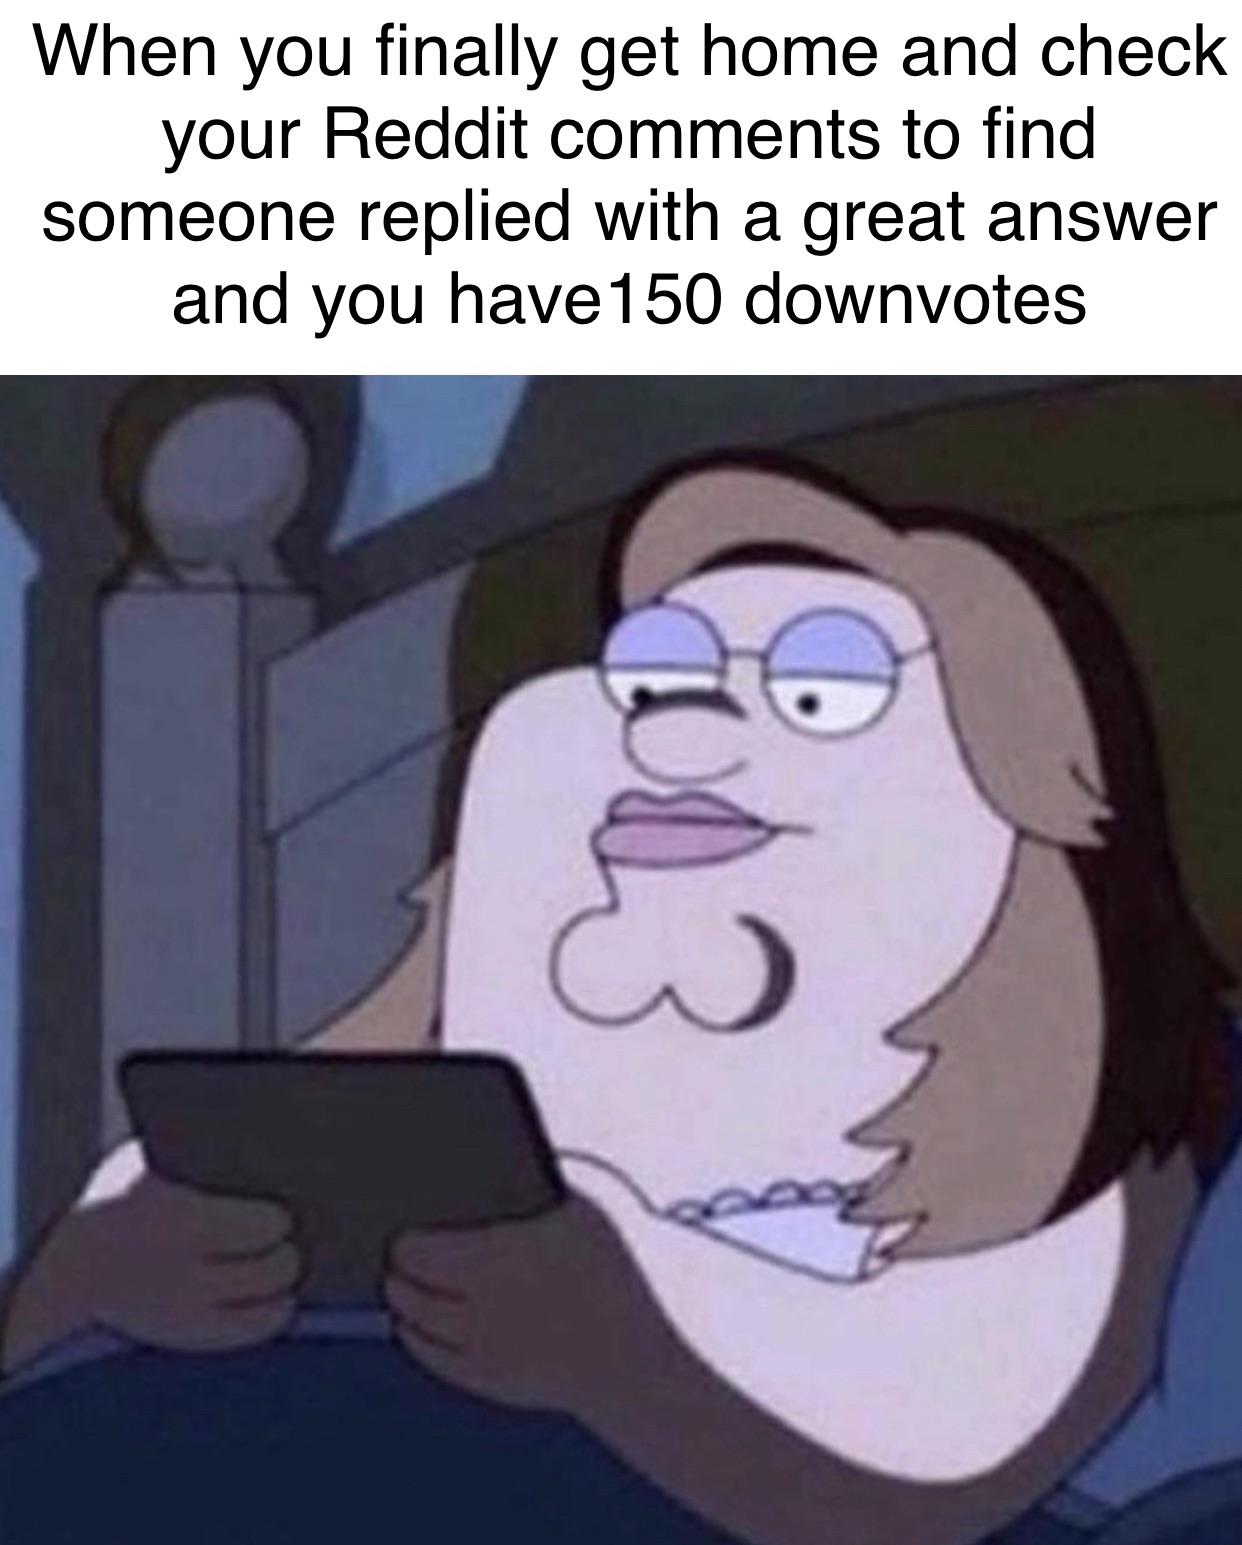 When you finally get home and check
your Reddit comments to find
someone replied with a great answer
and you have150 downvotes